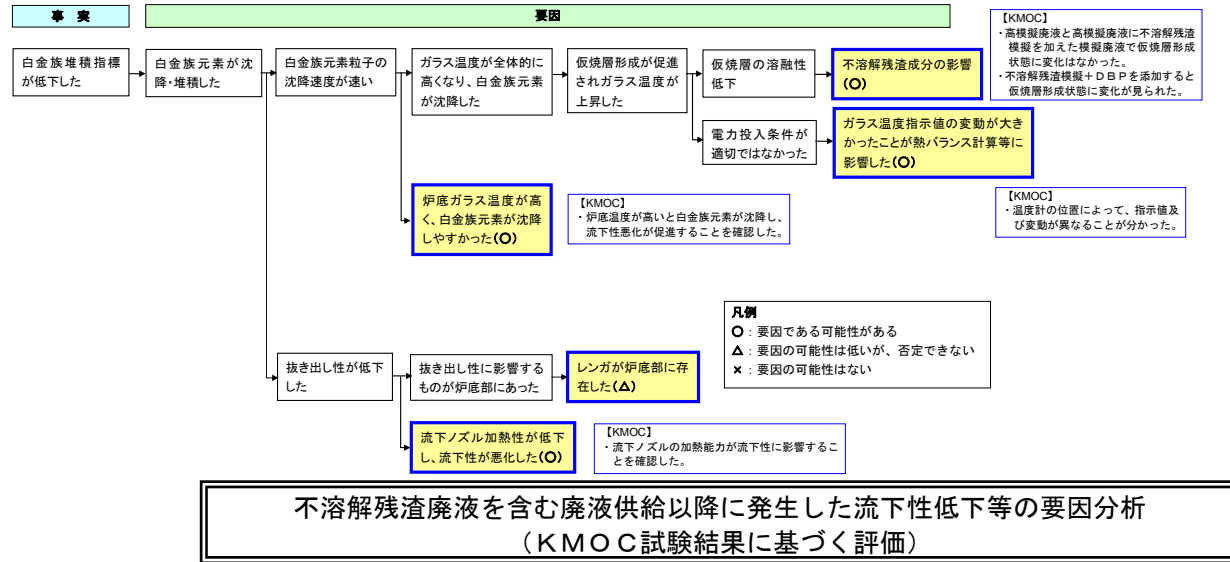 事 実
要因
白金族堆積指標
が低下した
白金族元素が沈
降・堆積した
白金族元素粒子の
沈降速度が速い
ガラス温度が全体的に
高くなり、白金族元素
が沈降した
仮焼層形成が促進
されガラス温度が
上昇した
仮焼層の溶融性
低下
不溶解残渣成分の影響
(○)
【KMOC】
・高模擬廃液と高模擬廃液に不溶解残渣
模擬を加えた模擬廃液で仮焼層形成
状態に変化はなかった。
・不溶解残渣模擬+DBPを添加すると
仮焼層形成状態に変化が見られた。
電力投入条件が
適切ではなかった
ガラス温度指示値の変動が大き
かったことが熱バランス計算等に
影響した(○)
【KMOC】
・温度計の位置によって、指示値及
び変動が異なることが分かった。
炉底ガラス温度が高
く、白金族元素が沈降
しやすかった(○)
【KMOC】
・炉底温度が高いと白金族元素が沈降し、
流下性悪化が促進することを確認した。
抜き出し性が低下
した
抜き出し性に影響する
ものが炉底部にあった
レンガが炉底部に存
在した(△)
流下ノズル加熱性が低下
し、流下性が悪化した(○)
【KMOC】
・流下ノズルの加熱能力が流下性に影響するこ
とを確認した。
凡例
○:要因である可能性がある
△:要因の可能性は低いが、否定できない
×:要因の可能性はない
不溶解残渣廃液を含む廃液供給以降に発生した流下性低下等の要因分析
(KMOC試験結果に基づく評価)